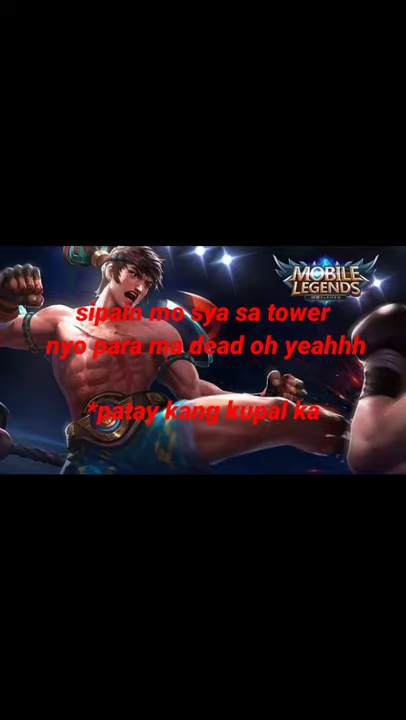 MOBILE
LEGENDS
sipain mo sya sa tower
nyo para ma dead oh yeahhh
*patay kang kupal ka